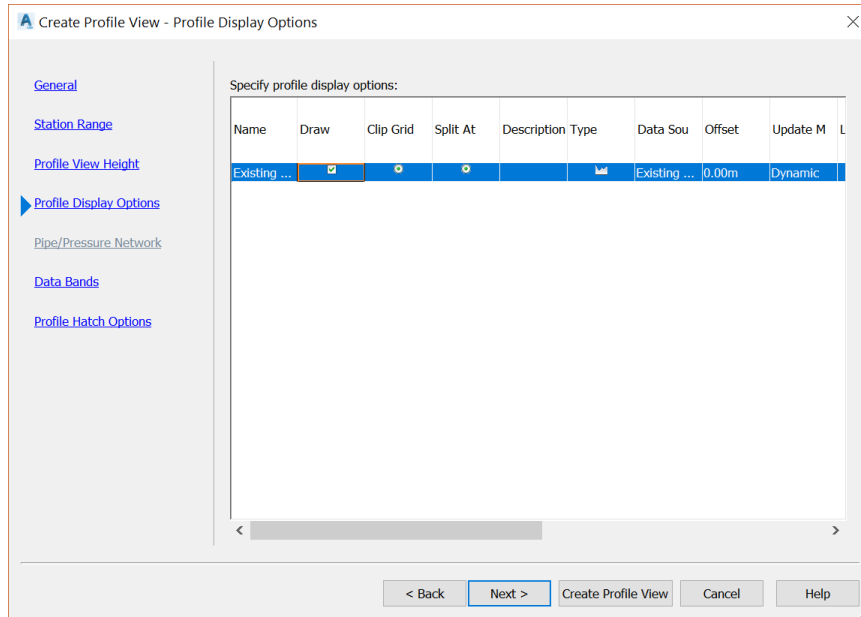 Create Profile View - Profile Display Options
General
Station Range
Profile View Height
Profile Display Options
Pipe/Pressure Network
Data Bands
Profile Hatch Options
Specify profile display options:
Name Draw Clip Grid Split At Description Type Data Sou Offset Update M L
Existing ... Existing ... 0.00m Dynamic
< Back Next > Create Profile View Cancel Help